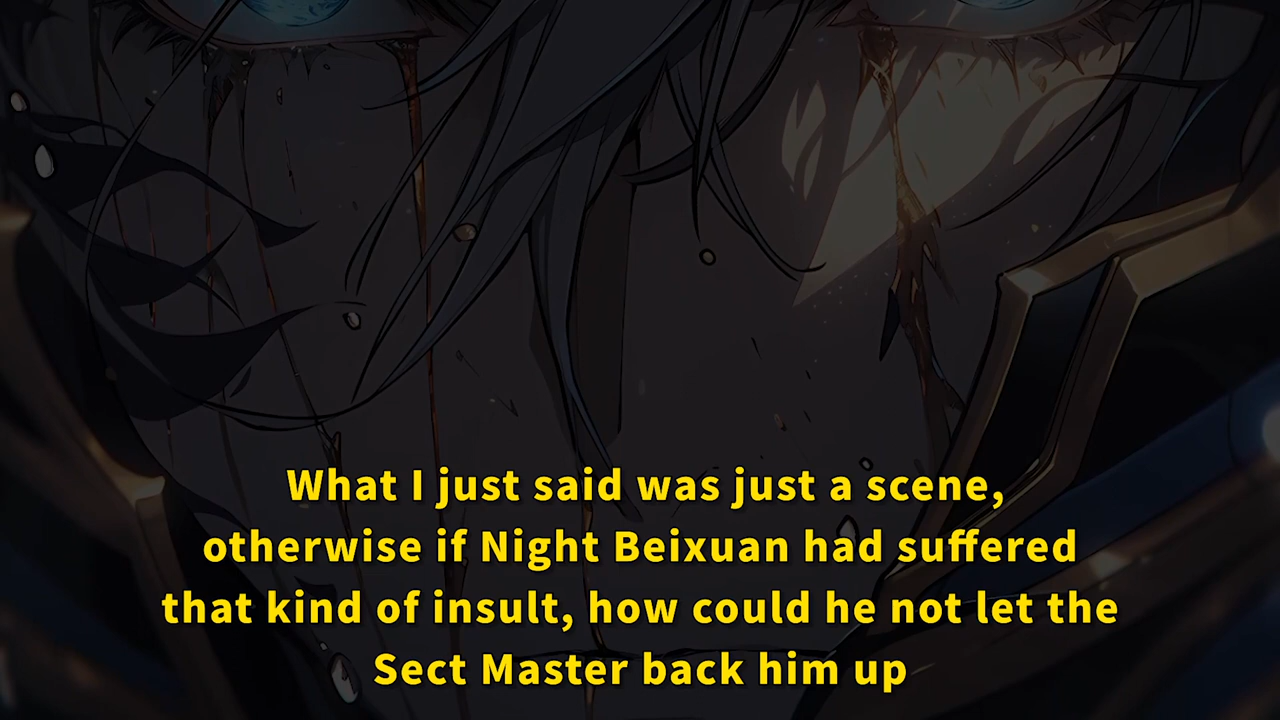 What I just said was just a scene,
otherwise if Night Beixuan had suffered
that kind of insult, how could he not let the
Sect Master back him up